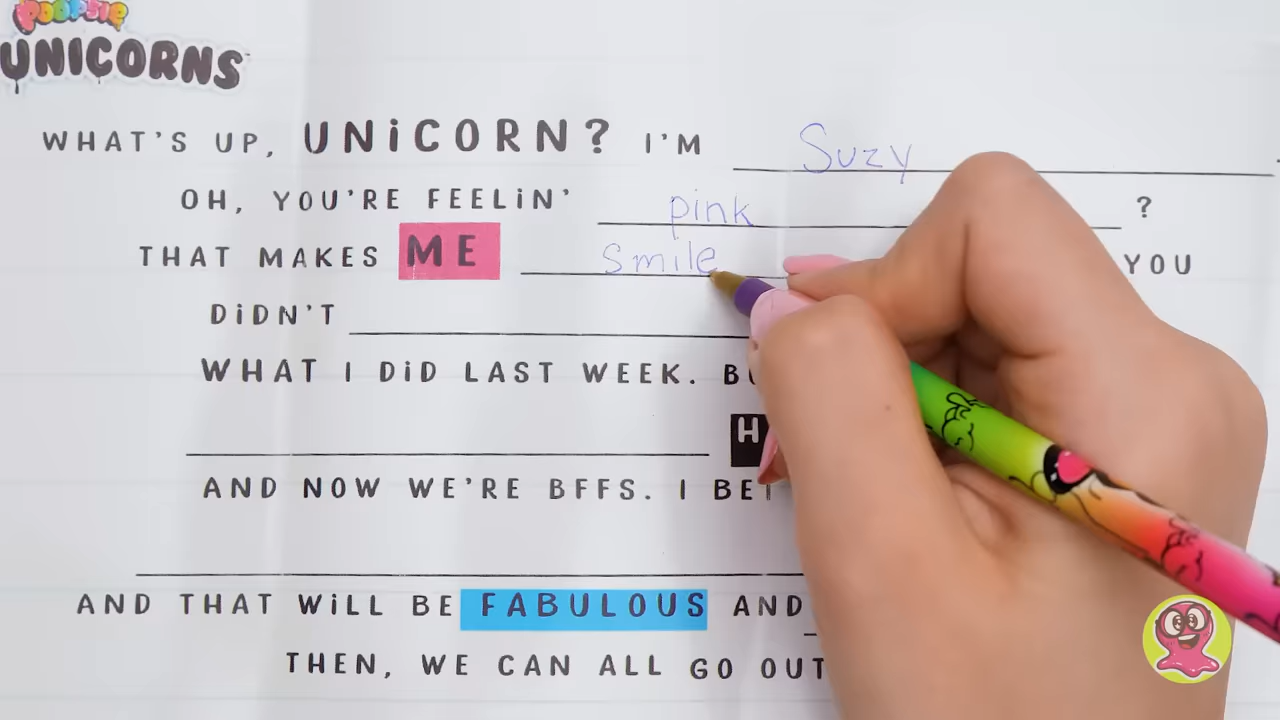 POOPSIE
UNICORNS
WHAT'S UP, UNiCORN? I'M Suzy
OH, YOU'RE FEELiN' pink ?
THAT MAKES ME smile YOU
DiDN'T
WHAT I DiD LAST WEEK.
H
AND NOW WE'RE BFFS. I BET
AND THAT WiLL BE FABULOUS AND
THEN, WE CAN ALL GO OUT